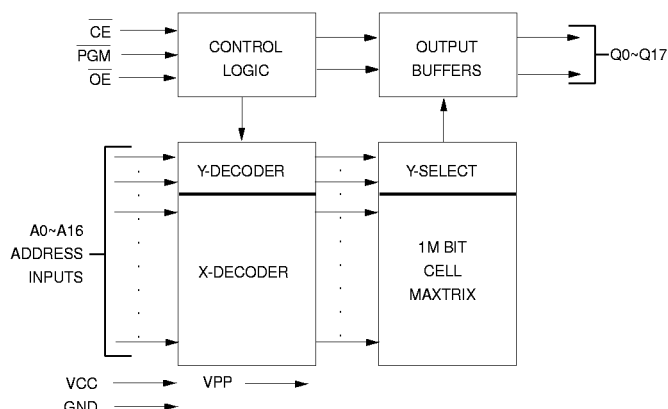 CE
PGM
OE
CONTROL
LOGIC
OUTPUT
BUFFERS
Q0~Q17
A0~A16
ADDRESS
INPUTS
Y-DECODER
X-DECODER
Y-SELECT
1M BIT
CELL
MAXTRIX
VCC
VPP
GND